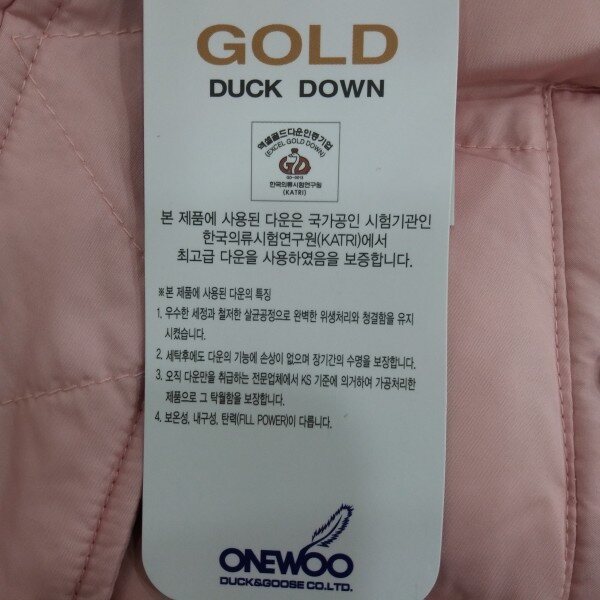 GOLD
DUCK DOWN
엑셀골드다운인증기업
(EXCEL GOLD DOWN)
한국의류시험연구원
(KATRI)
본 제품에 사용된 다운은 국가공인 시험기관인
한국의류시험연구원(KATRI)에서
최고급 다운을 사용하였음을 보증합니다.
※본 제품에 사용된 다운의 특징
1. 우수한 세정과 철저한 살균공정으로 완벽한 위생처리와 청결함을 유지
시켰습니다.
2. 세탁후에도 다운의 기능에 손상이 없으며 장기간의 수명을 보장합니다.
3. 오직 다운만을 취급하는 전문업체에서 KS 기준에 의거하여 가공처리한
제품으로 그 탁월함을 보장합니다.
4. 보온성, 내구성, 탄력(FILL POWER)이 다릅니다.
ONEWOO
DUCK&GOOSE CO.LTD.